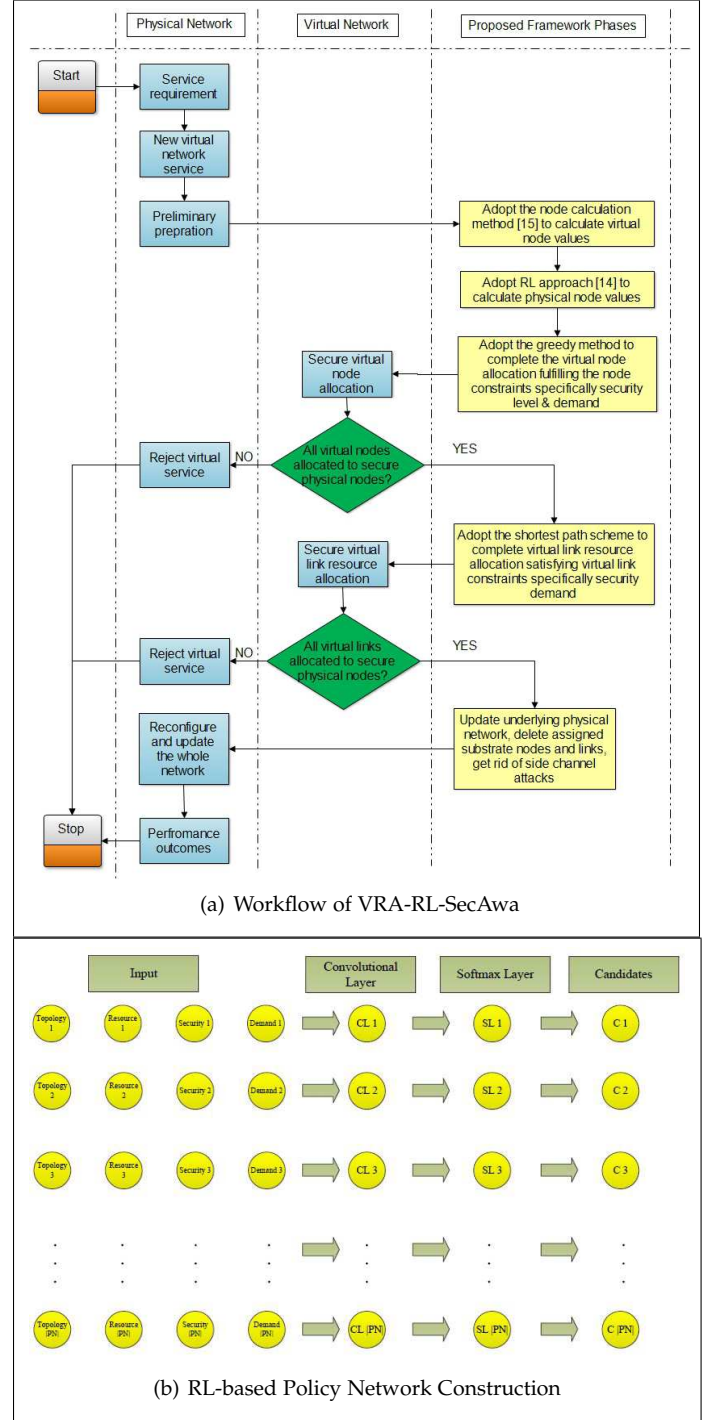 Physical Network
Virtual Network
Proposed Framework Phases
Start
Service
requirement
New virtual
network
service
Preliminary
prepration
Adopt the node calculation
method [15] to calculate virtual
node values
Adopt RL approach [14] to
calculate physical node values
Adopt the greedy method to
complete the virtual node
allocation fulfilling the node
constraints specifically security
level & demand
Secure virtual
node
allocation
All virtual nodes
allocated to secure
physical nodes?
NO
YES
Reject virtual
service
Adopt the shortest path scheme to
complete virtual link resource
allocation satisfying virtual link
constraints specifically security
demand
Secure virtual
link resource
allocation
All virtual links
allocated to secure
physical nodes?
NO
YES
Reject virtual
service
Update underlying physical
network, delete assigned
substrate nodes and links,
get rid of side channel
attacks
Reconfigure
and update
the whole
network
Perfromance
outcomes
Stop
(a) Workflow of VRA-RL-SecAwa
Input
Convolutional
Layer
Softmax Layer
Candidates
Topology
1
Resource
1
Security 1
Demand 1
CL 1
SL 1
C 1
Topology
2
Resource
2
Security 2
Demand 2
CL 2
SL 2
C 2
Topology
3
Resource
3
Security 3
Demand 3
CL 3
SL 3
C 3
Topology
|PN|
Resource
|PN|
Security
|PN|
Demand
|PN|
CL |PN|
SL |PN|
C |PN|
(b) RL-based Policy Network Construction